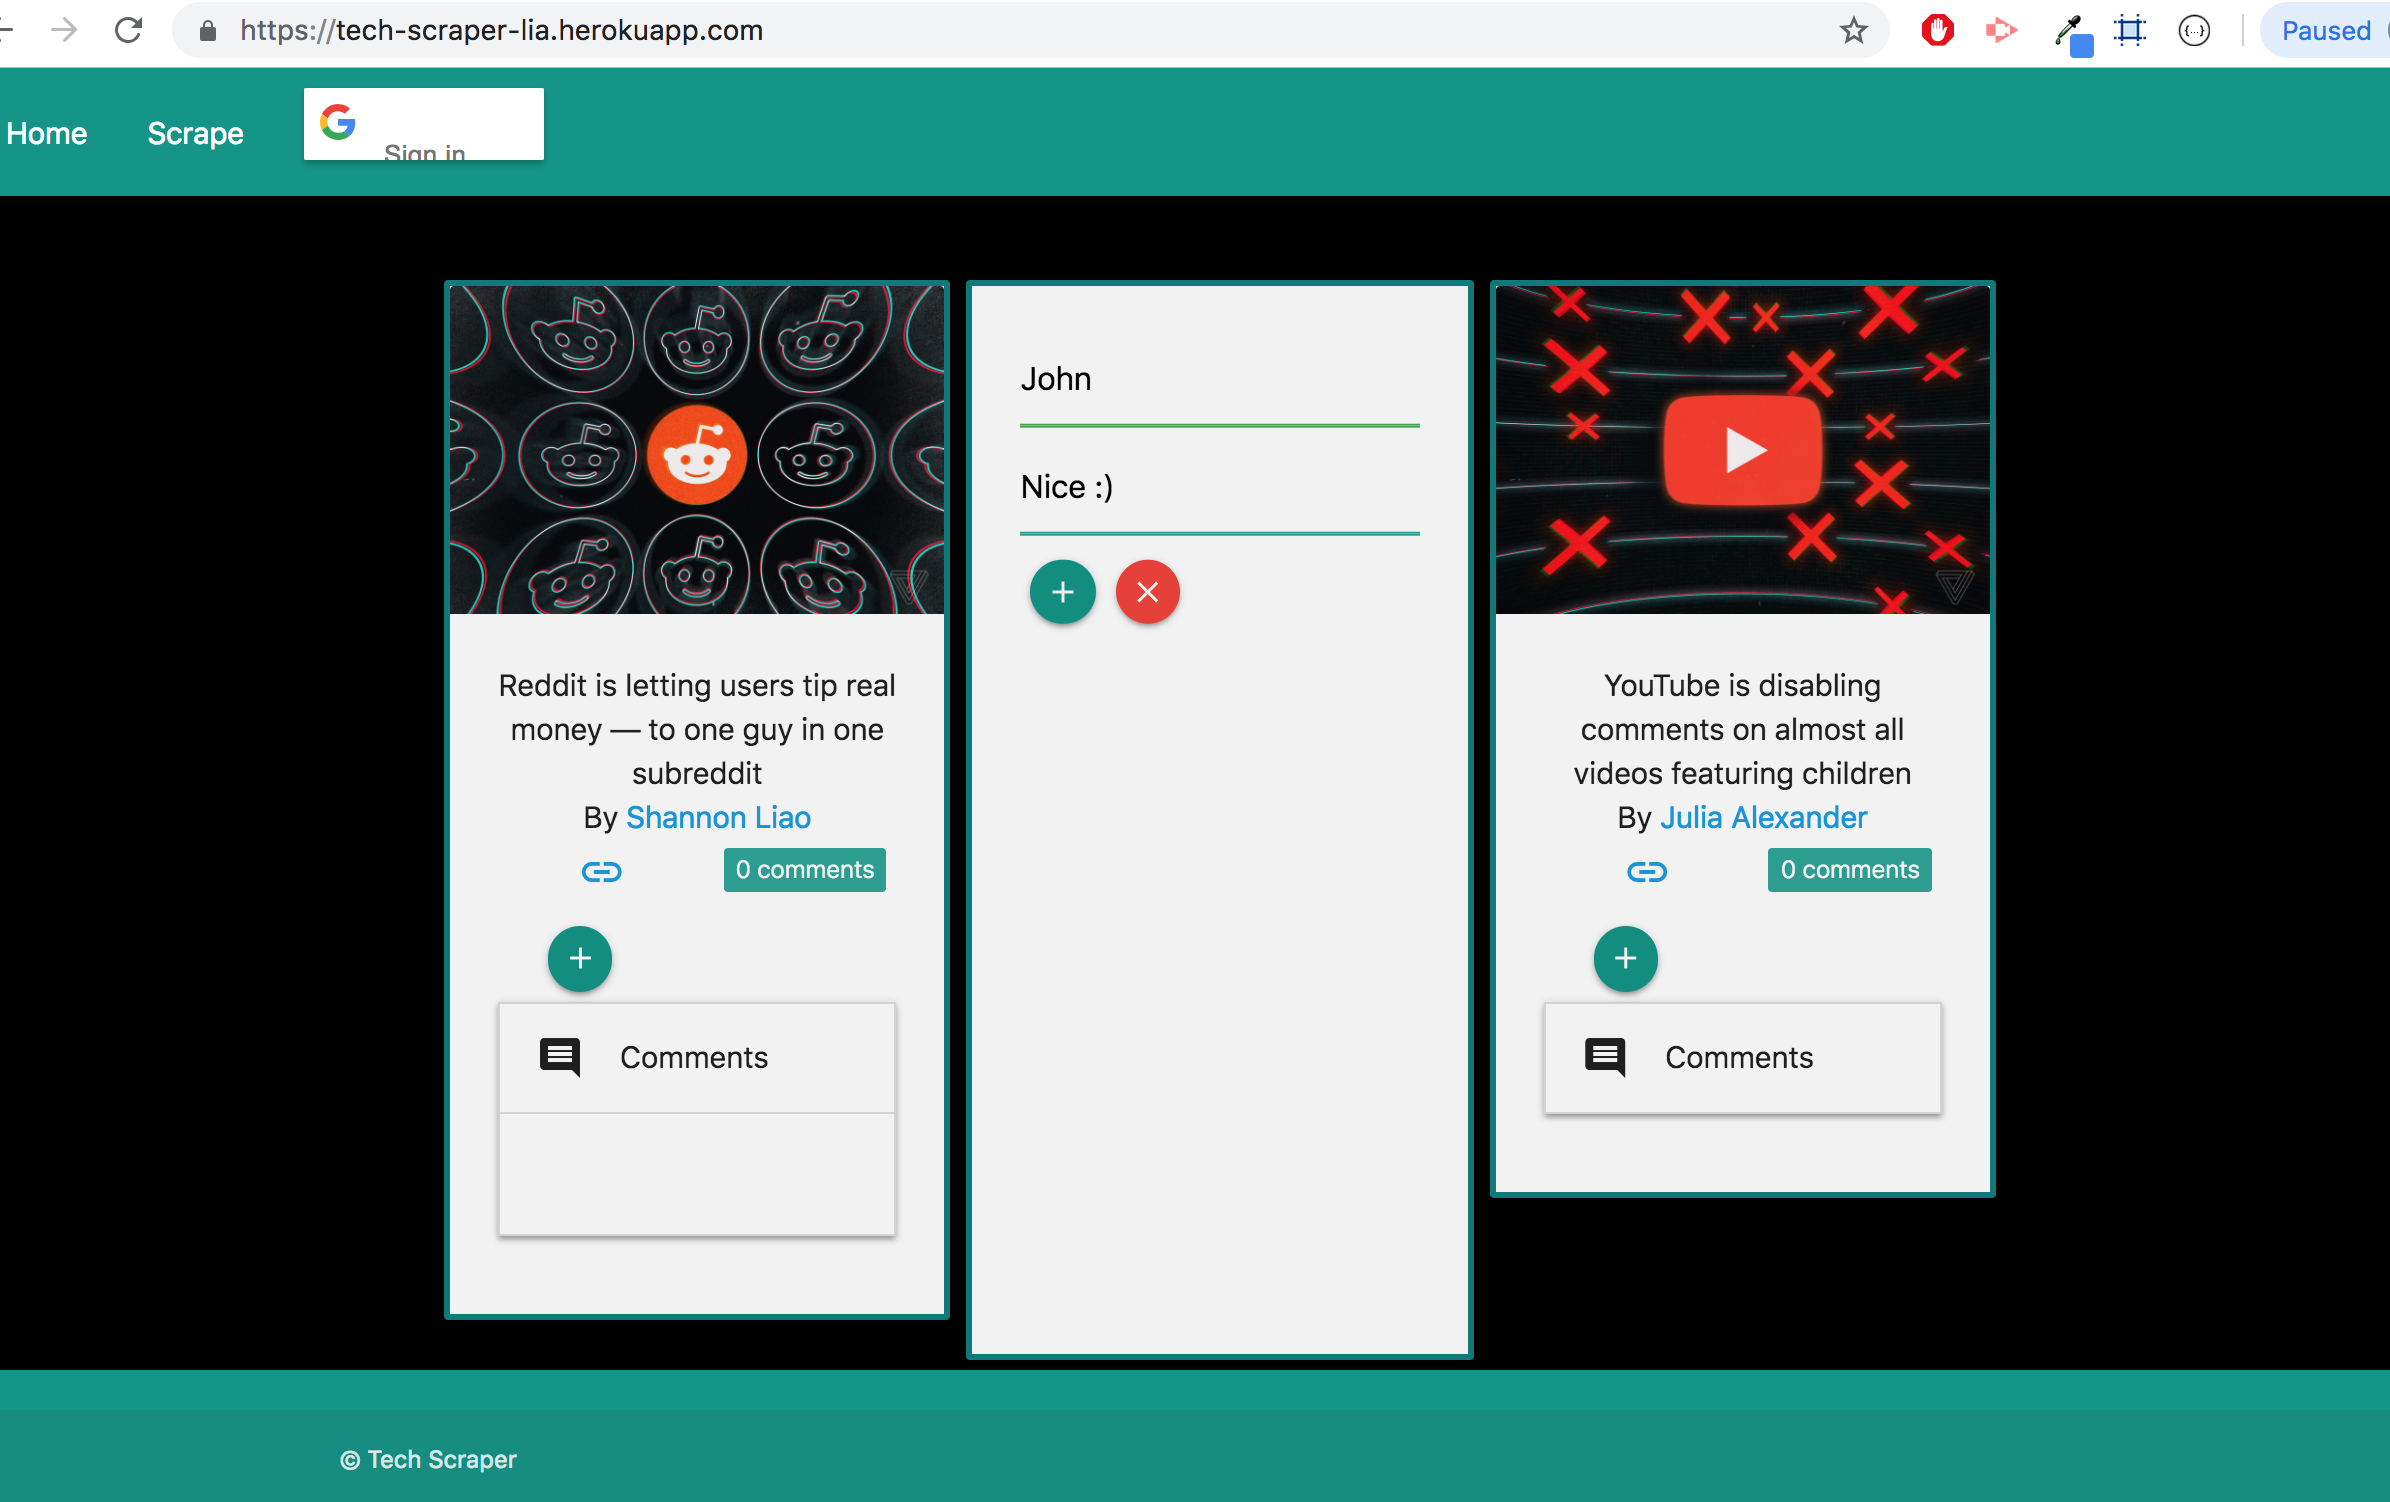 https://tech-scraper-lia.herokuapp.com
Paused
Home
Scrape
Sign in
Reddit is letting users tip real
money — to one guy in one
subreddit
By Shannon Liao
0 comments
Comments
John
Nice :)
YouTube is disabling
comments on almost all
videos featuring children
By Julia Alexander
0 comments
Comments
© Tech Scraper